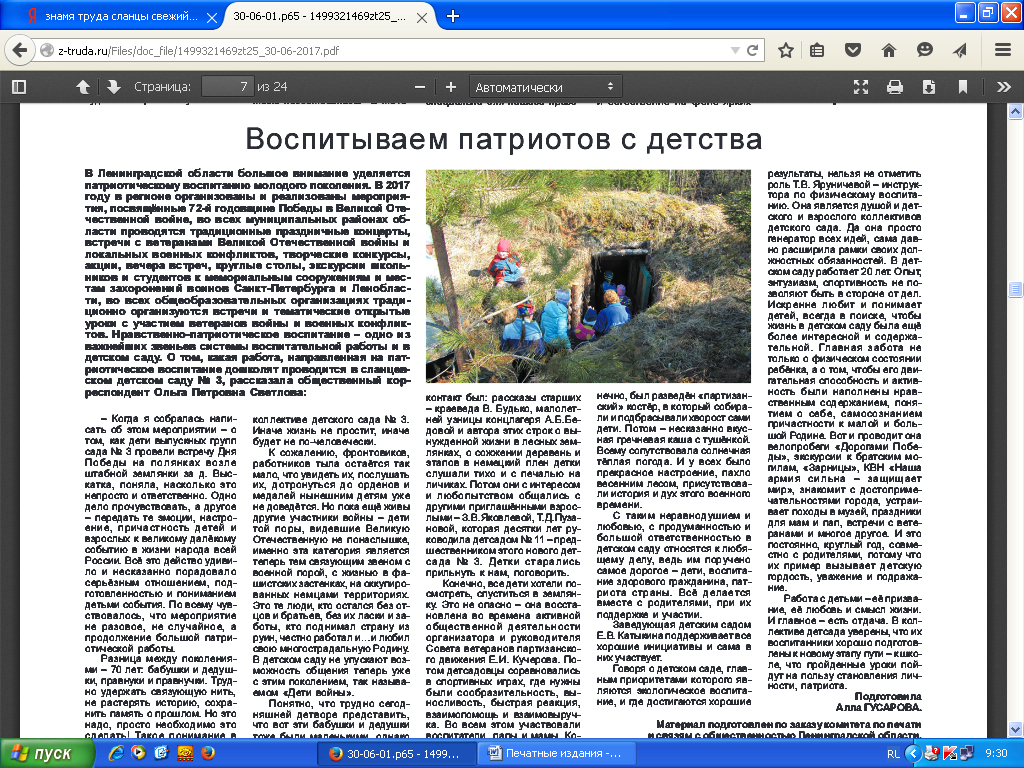 знамя труда сланцы свежий...
30-06-01.p65 - 1499321469zt25_...
z-truda.ru/Files/doc_file/1499321469zt25_30-06-2017.pdf
Страница:
7
из 24
Автоматически
Воспитываем патриотов с детства
В Ленинградской области большое внимание уделяется
патриотическому воспитанию молодого поколения. В 2017
году в регионе организованы и реализованы мероприя-
тия, посвящённые 72-й годовщине Победы в Великой Оте-
чественной войне, во всех муниципальных районах об-
ласти проводятся традиционные праздничные концерты,
встречи с ветеранами Великой Отечественной войны и
локальных военных конфликтов, творческие конкурсы,
акции, вечера встреч, круглые столы, экскурсии школь-
ников и студентов к мемориальным сооружениям и мес-
там захоронений воинов Санкт-Петербурга и Леноблас-
ти, во всех общеобразовательных организациях тради-
ционно организуются встречи и тематические открытые
уроки с участием ветеранов войны и военных конфлик-
тов. Нравственно-патриотическое воспитание – одно из
важнейших звеньев системы воспитательной работы и в
детском саду. О том, какая работа, направленная на пат-
риотическое воспитание дошколят проводится в сланцев-
ском детском саду № 3, рассказала общественный кор-
респондент Ольга Петровна Светлова:
– Когда я собралась напи-
сать об этом мероприятии – о
том, как дети выпускных групп
сада № 3 провели встречу Дня
Победы на полянках возле
штабной землянки за д. Выс-
катка, поняла, насколько это
непросто и ответственно. Одно
дело прочувствовать, а другое
– передать те эмоции, настро-
ение, причастность детей и
взрослых к великому далёкому
событию в жизни народа всей
России. Всё это действо удиви-
ло и несказанно порадовало
серьёзным отношением, под-
готовленностью и пониманием
детьми события. По всему чув-
ствовалось, что мероприятие
не разовое, не случайное, а
продолжение большой патри-
отической работы.
Разница между поколения-
ми – 70 лет: бабушки и дедуш-
ки, правнуки и правнучки. Труд-
но удержать связующую нить,
не растерять историю, сохра-
нить память о прошлом. Но это
надо, просто необходимо это
сделать! Такое понимание в
коллективе детского сада № 3.
Иначе жизнь не простит, иначе
будет не по-человечески.
К сожалению, фронтовиков,
работников тыла остаётся так
мало, что увидеть их, послушать
их, дотронуться до орденов и
медалей нынешним детям уже
не доведётся. Но пока ещё живы
другие участники войны – дети
той поры, видевшие Великую
Отечественную не понаслышке,
именно эта категория является
теперь тем связующим звеном с
военной порой, с жизнью в фа-
шистских застенках, на оккупиро-
ванных немцами территориях.
Это те люди, кто остался без от-
цов и братьев, без их ласки и за-
боты, кто поднимал страну из
руин, честно работал и...любил
свою многострадальную Родину.
В детском саду не упускают воз-
можность общения теперь уже
с этим поколением, так называ-
емом «Дети войны».
Понятно, что трудно сегод-
няшней детворе представить,
что вот эти бабушки и дедушки
тоже были маленькими, однако
контакт был: рассказы старших
– краеведа В. Будько, малолет-
ней узницы концлагеря А.Б.Бе-
довой и автора этих строк о вы-
нужденной жизни в лесных зем-
лянках, о сожжении деревень и
этапов в немецкий плен детки
слушали тихо и с печалью на
личиках. Потом они с интересом
и любопытством общались с
другими приглашёнными взрос-
лыми – З.В.Яковлевой, Т.Д.Пуза-
новой, которая десятки лет ру-
ководила детсадом № 11 – пред-
шественником этого нового дет-
сада № 3. Детки старались
прильнуть к нам, поговорить.
Конечно, все дети хотели по-
смотреть, спуститься в землян-
ку. Это не опасно – она восста-
новлена во времена активной
общественной деятельности
организатора и руководителя
Совета ветеранов партизанско-
го движения Е.И. Кучерова. По-
том детсадовцы соревновались
в спортивных играх, где нужны
были сообразительность, вы-
носливость, быстрая реакция,
взаимопомощь и взаимовыруч-
ка. Во всем этом участвовали
воспитатели, папы и мамы. Ко-
нечно, был разведён «партизан-
ский» костёр, в который собира-
ли и подбрасывали хворост сами
дети. Потом – несказанно вкус-
ная гречневая каша с тушёнкой.
Всему сопутствовала солнечная
тёплая погода. И у всех было
прекрасное настроение, пахло
весенним лесом, присутствова-
ли история и дух этого военного
времени.
С таким неравнодушием и
любовью, с продуманностью и
большой ответственностью в
детском саду относятся к любя-
щему делу, ведь им поручено
самое дорогое – дети, воспита-
ние здорового гражданина, пат-
риота страны. Всё делается
вместе с родителями, при их
поддержке и участии.
Заведующая детским садом
Е.В. Катыкина поддерживает все
хорошие инициативы и сама в
них участвует.
Говоря о детском саде, глав-
ным приоритетами которого яв-
ляются экологическое воспита-
ние, и где достигаются хорошие
результаты, нельзя не отметить
роль Т.В. Яруничевой – инструк-
тора по физическому воспита-
нию. Она является душой и дет-
ского и взрослого коллективов
детского сада. Да она просто
генератор всех идей, сама дав-
но расширила рамки своих дол-
жностных обязанностей. В дет-
ском саду работает 20 лет. Опыт,
энтузиазм, спортивность не по-
зволяют быть в стороне от дел.
Искренне любит и понимает
детей, всегда в поиске, чтобы
жизнь в детском саду была ещё
более интересной и содержа-
тельной. Главная забота не
только о физическом состоянии
ребёнка, а о том, чтобы его дви-
гательная способность и актив-
ность были наполнены нрав-
ственным содержанием, поня-
тием о себе, самосознанием
причастности к малой и боль-
шой Родине. Вот и проводит она
велопробеги «Дорогами Побе-
ды», экскурсии к братским мо-
гилам, «Зарницы», КВН «Наша
армия сильна – защищает
мир», знакомит с достоприме-
чательностями города, устраи-
вает походы в музей, праздники
для мам и пап, встречи с вете-
ранами и многое другое. И это
постоянно, круглый год, совме-
стно с родителями, потому что
их пример вызывает детскую
гордость, уважение и подража-
ние.
Работа с детьми – её призва-
ние, её любовь и смысл жизни.
И главное – есть отдача. В кол-
лективе детсада уверены, что их
воспитанники хорошо подготов-
лены к новому этапу пути – к шко-
ле, что пройденные уроки пой-
дут на пользу становления лич-
ности, патриота.
Подготовила
Алла ГУСАРОВА.
Материал подготовлен по заказу комитета по печати
и связям с общественностью Ленинградской области.
пуск
30-06-01.p65 - 1499...
Печатные издания -...
RL
9:30